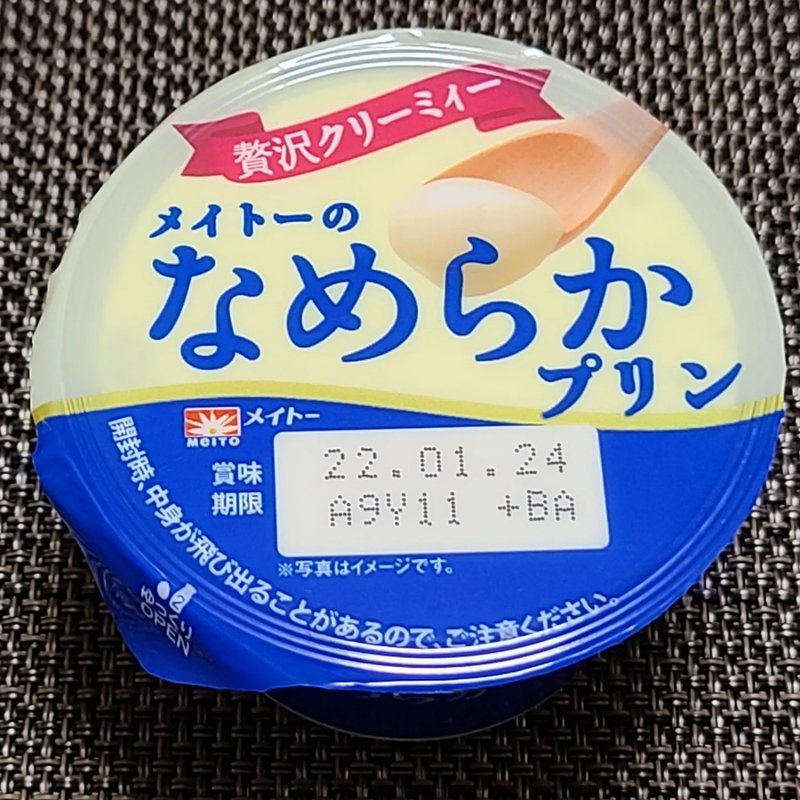 贅沢クリーミィー
メイトーの
なめらか
プリン
MEITO
メイトー
賞味
期限
22.01.24
A9Y11 +BA
※写真はイメージです。
開封時、中身が飛び出ることがあるので、ご注意ください。
2
ゆっくり
OPEN